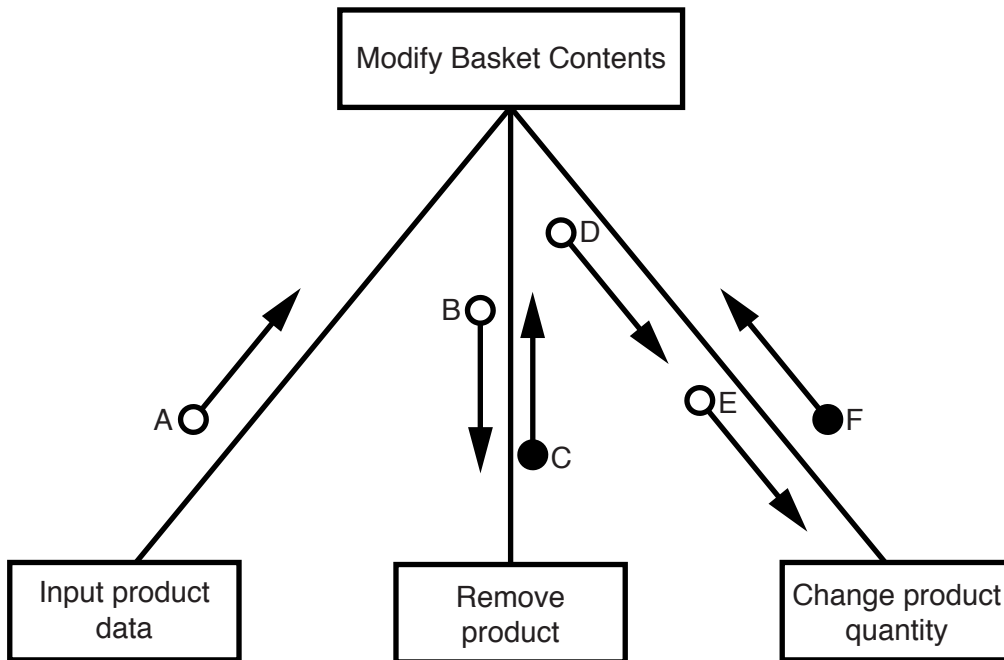 Modify Basket Contents
D
B
E
A
F
C
Input product
data
Remove
product
Change product
quantity